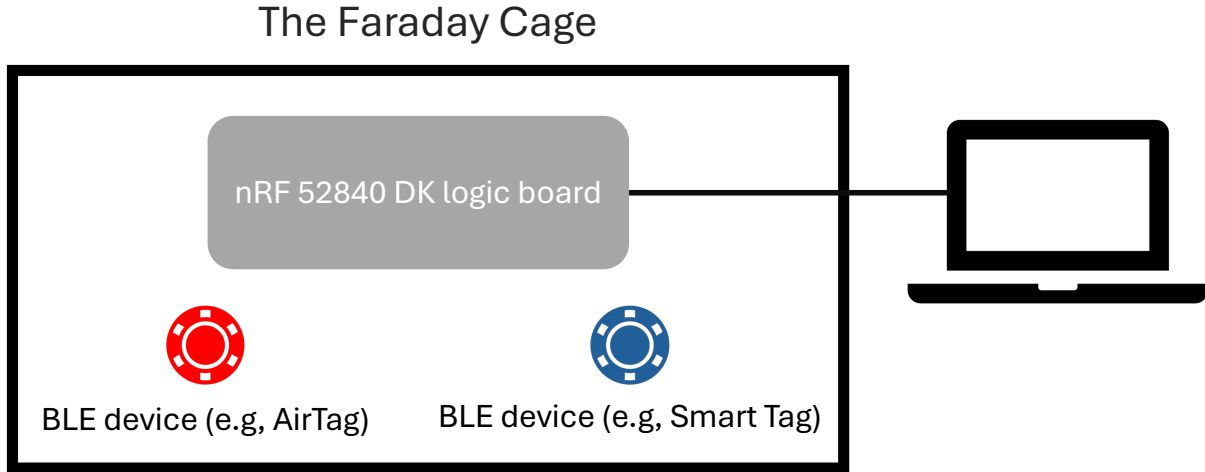 The Faraday Cage
nRF 52840 DK logic board
BLE device (e.g, AirTag)
BLE device (e.g, Smart Tag)